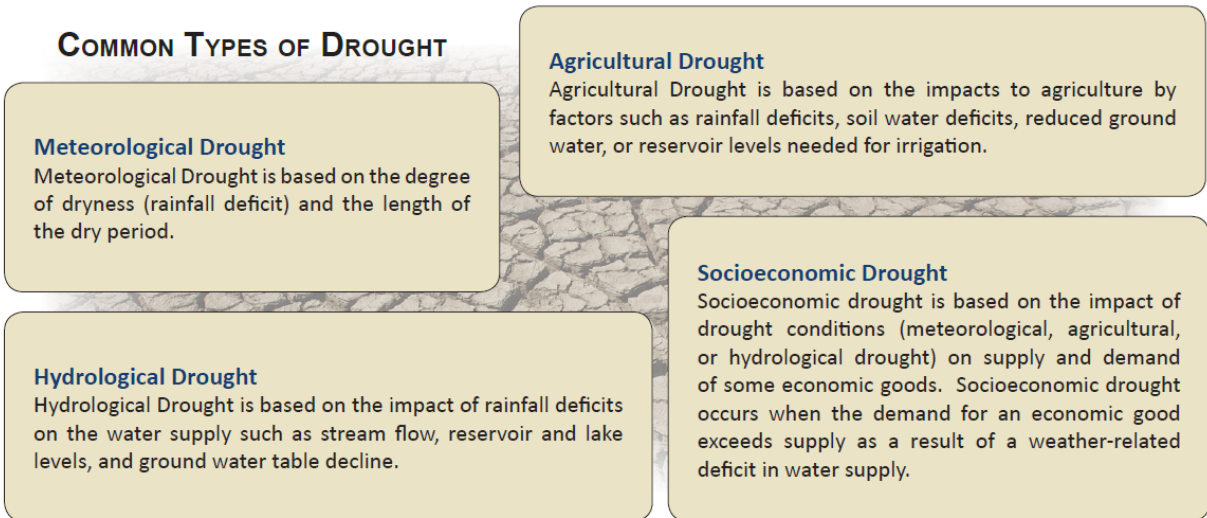 COMMON TYPES OF DROUGHT
Meteorological Drought
Meteorological Drought is based on the degree
of dryness (rainfall deficit) and the length of
the dry period.
Agricultural Drought
Agricultural Drought is based on the impacts to agriculture by
factors such as rainfall deficits, soil water deficits, reduced ground
water, or reservoir levels needed for irrigation.
Hydrological Drought
Hydrological Drought is based on the impact of rainfall deficits
on the water supply such as stream flow, reservoir and lake
levels, and ground water table decline.
Socioeconomic Drought
Socioeconomic drought is based on the impact of
drought conditions (meteorological, agricultural,
or hydrological drought) on supply and demand
of some economic goods.  Socioeconomic drought
occurs when the demand for an economic good
exceeds supply as a result of a weather-related
deficit in water supply.